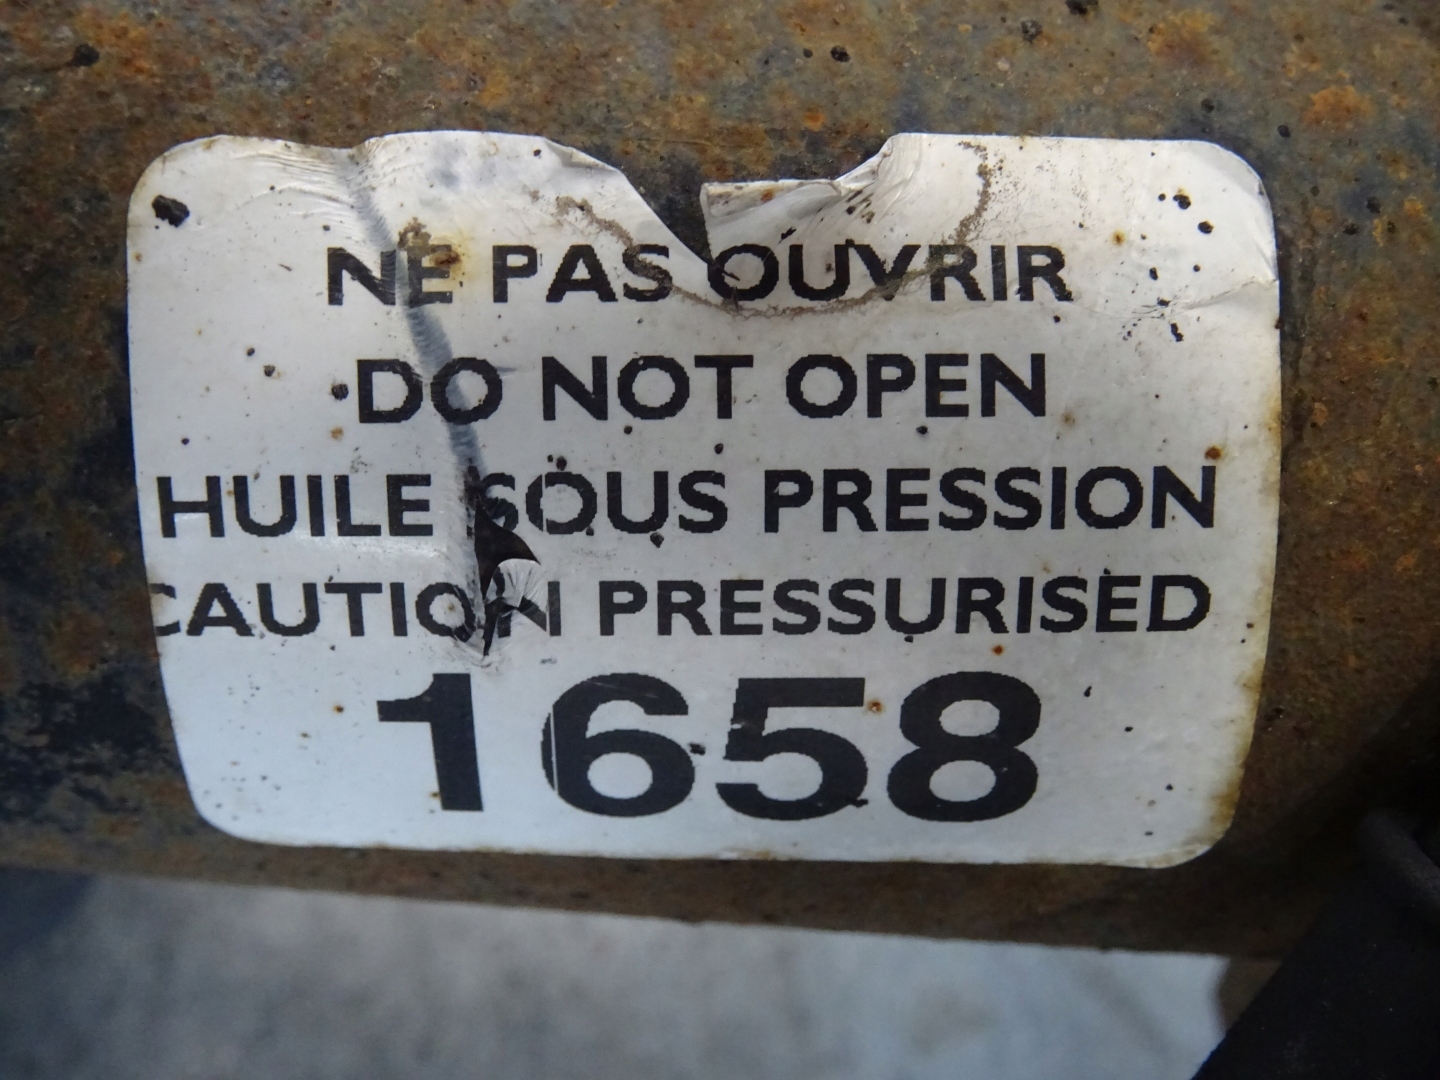 NE PAS OUVRIR
DO NOT OPEN
HUILE SOUS PRESSION
CAUTION PRESSURISED
1658